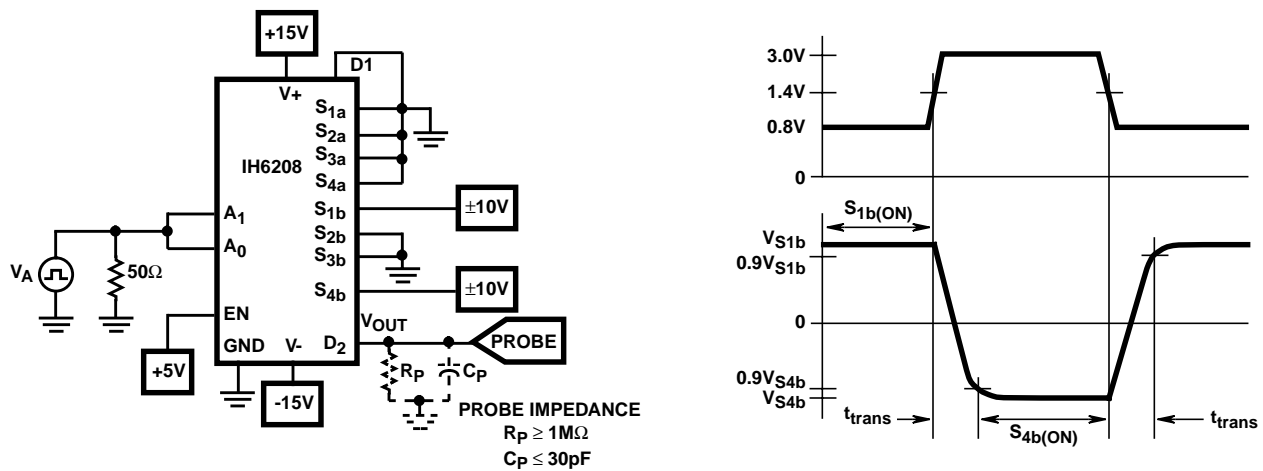 +15V
D1
V+
S1a
S2a
S3a
S4a
IH6208
S1b
±10V
S2b
S3b
S4b
±10V
A1
A0
VA
50Ω
EN
GND
V-
D2
VOUT
PROBE
+5V
-15V
RP
CP
PROBE IMPEDANCE
RP ≥ 1MΩ
CP ≤ 30pF
3.0V
1.4V
0.8V
0
S1b(ON)
VS1b
0.9VS1b
0
0.9VS4b
VS4b
ttrans
S4b(ON)
ttrans